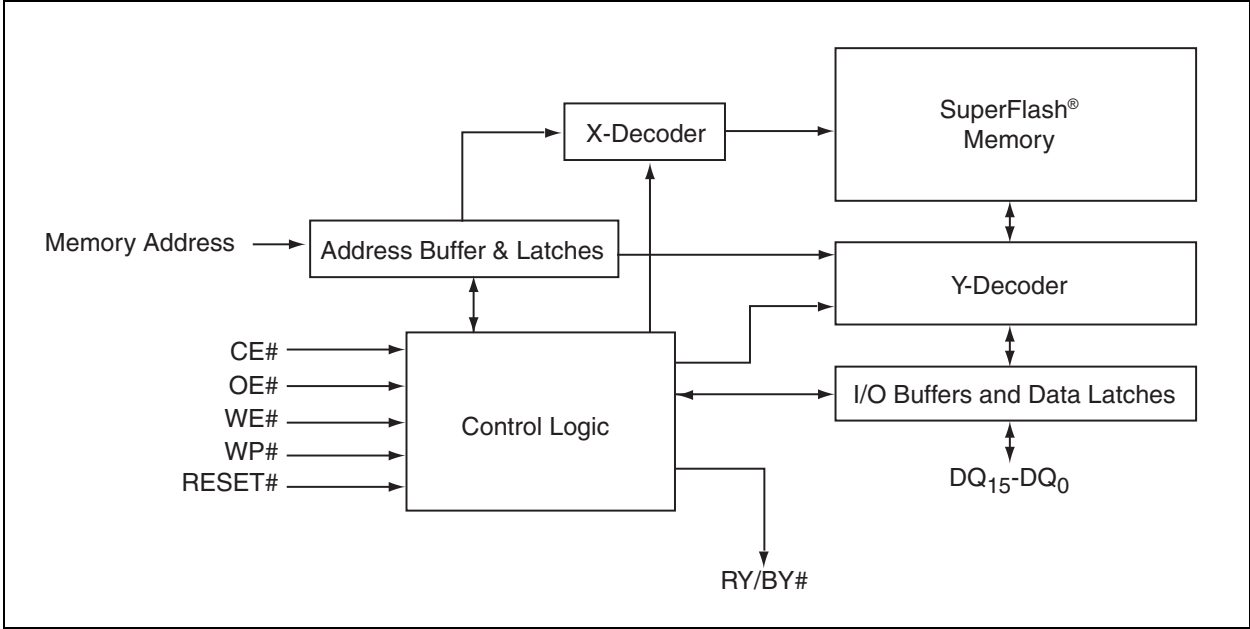 SuperFlash®
Memory
X-Decoder
Memory Address
Address Buffer & Latches
Y-Decoder
CE#
OE#
WE#
WP#
RESET#
Control Logic
I/O Buffers and Data Latches
DQ15-DQ0
RY/BY#